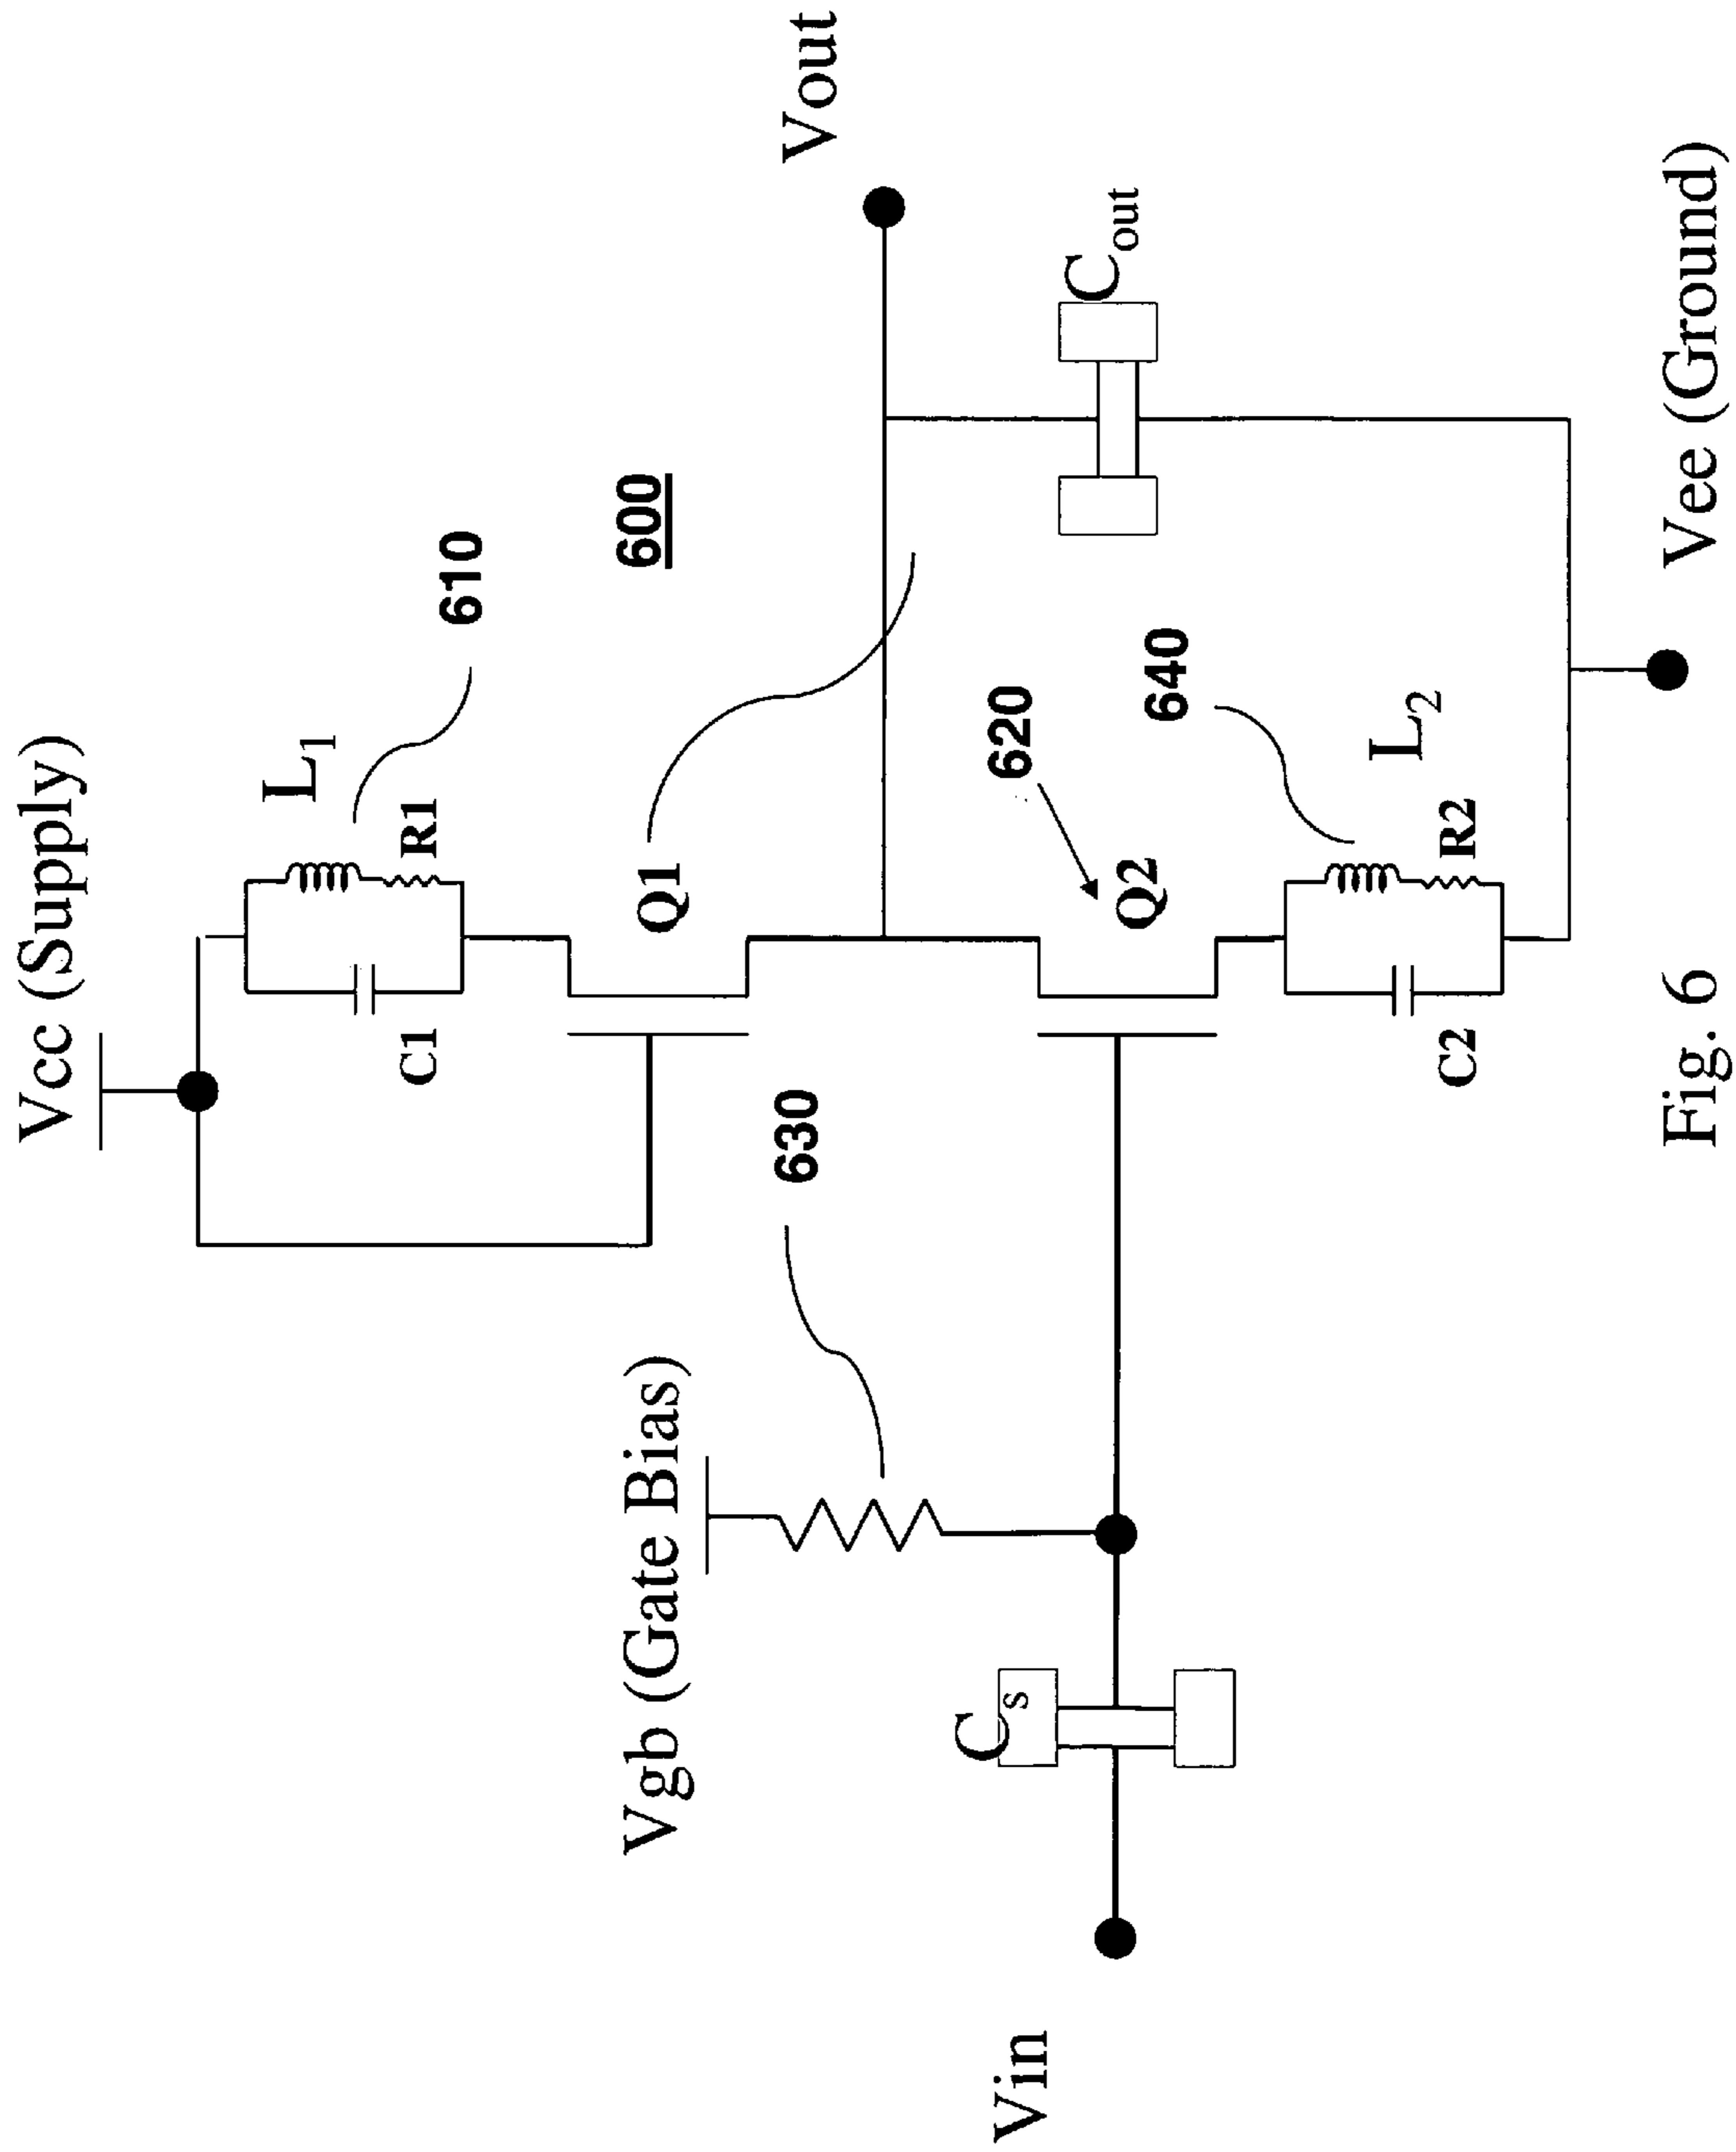 Vcc (Supply)
L1
610
C1
R1
600
Vout
Q1
Vgb (Gate Bias)
630
620
Q2
Cout
Cs
Vin
640
L2
C2
R2
Vee (Ground)
Fig. 6